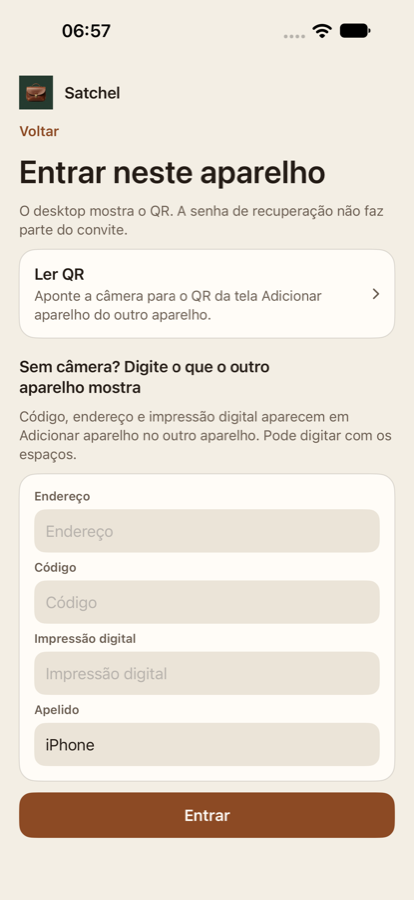 06:57
Satchel
Voltar
Entrar neste aparelho
O desktop mostra o QR. A senha de recuperação não faz
parte do convite.
Ler QR
Aponte a câmera para o QR da tela Adicionar
aparelho do outro aparelho.
Sem câmera? Digite o que o outro
aparelho mostra
Código, endereço e impressão digital aparecem em
Adicionar aparelho no outro aparelho. Pode digitar com os
espaços.
Endereço
Endereço
Código
Código
Impressão digital
Impressão digital
Apelido
iPhone
Entrar